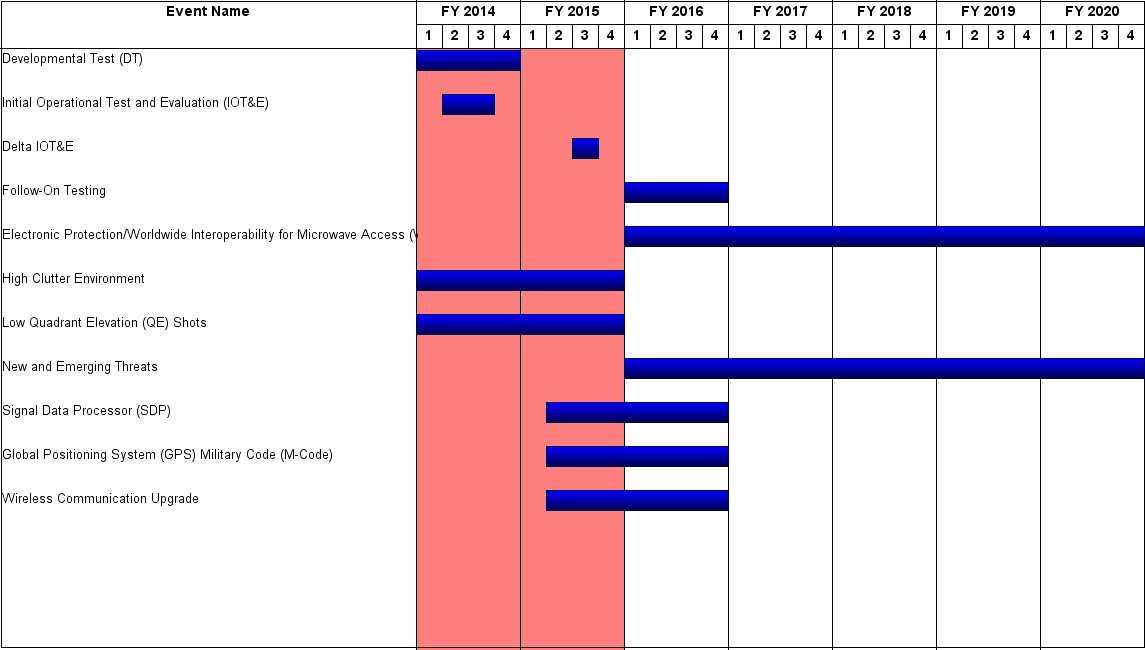 Event Name FY 2014 FY 2015 FY 2016 FY 2017 FY 2018 FY 2019 FY 2020
1 2 3 4 1 2 3 4 1 2 3 4 1 2 3 4 1 2 3 4 1 2 3 4 1 2 3 4
Developmental Test (DT)
Initial Operational Test and Evaluation (IOT&E)
Delta IOT&E
Follow-On Testing
Electronic Protection/Worldwide Interoperability for Microwave Access (
High Clutter Environment
Low Quadrant Elevation (QE) Shots
New and Emerging Threats
Signal Data Processor (SDP)
Global Positioning System (GPS) Military Code (M-Code)
Wireless Communication Upgrade